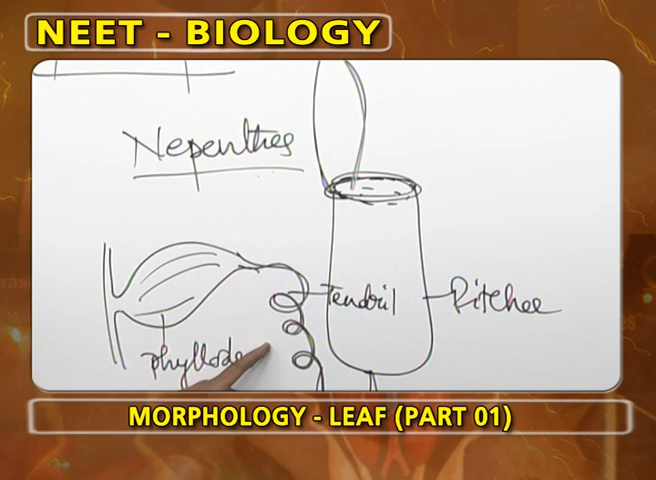 NEET - BIOLOGY
Nepenthes
Tendril
Pitcher
phyllode
MORPHOLOGY - LEAF (PART 01)